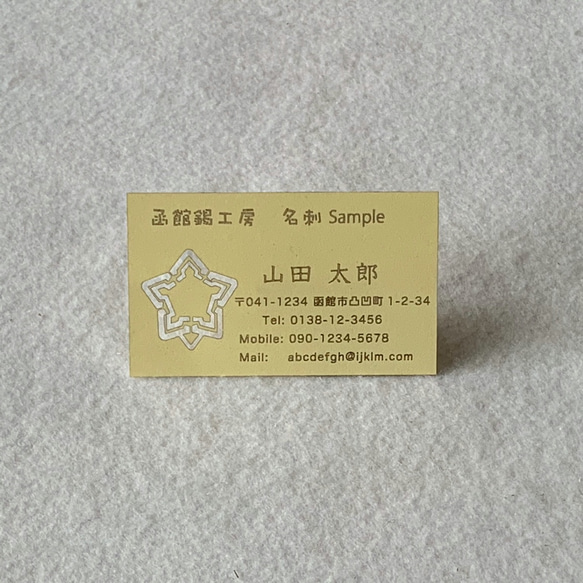 函館錫工房 名刺 Sample
山田 太郎
〒041-1234 函館市凸凹町1-2-34
Tel: 0138-12-3456
Mobile: 090-1234-5678
Mail: abcdefgh@ijklm.com